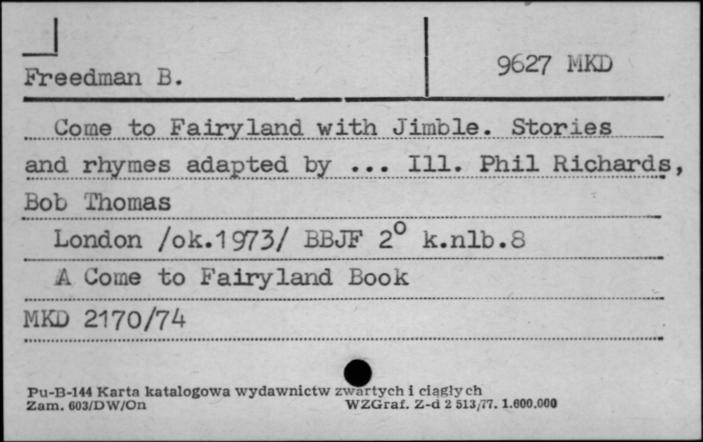 Freedman B.
9627 MKD
Come to Fairyland with Jimble. Stories
and rhymes adapted by ... Ill. Phil Richards,
Bob Thomas
London /ok.1973/ BBJF 2° k.nlb.8
A Come to Fairyland Book
MKD 2170/74
Pu-B-144 Karta katalogowa wydawnictw zwartych i ciągłych
Zam. 603/DW/On WZGraf. Z-d 2 513/77. 1.600.000